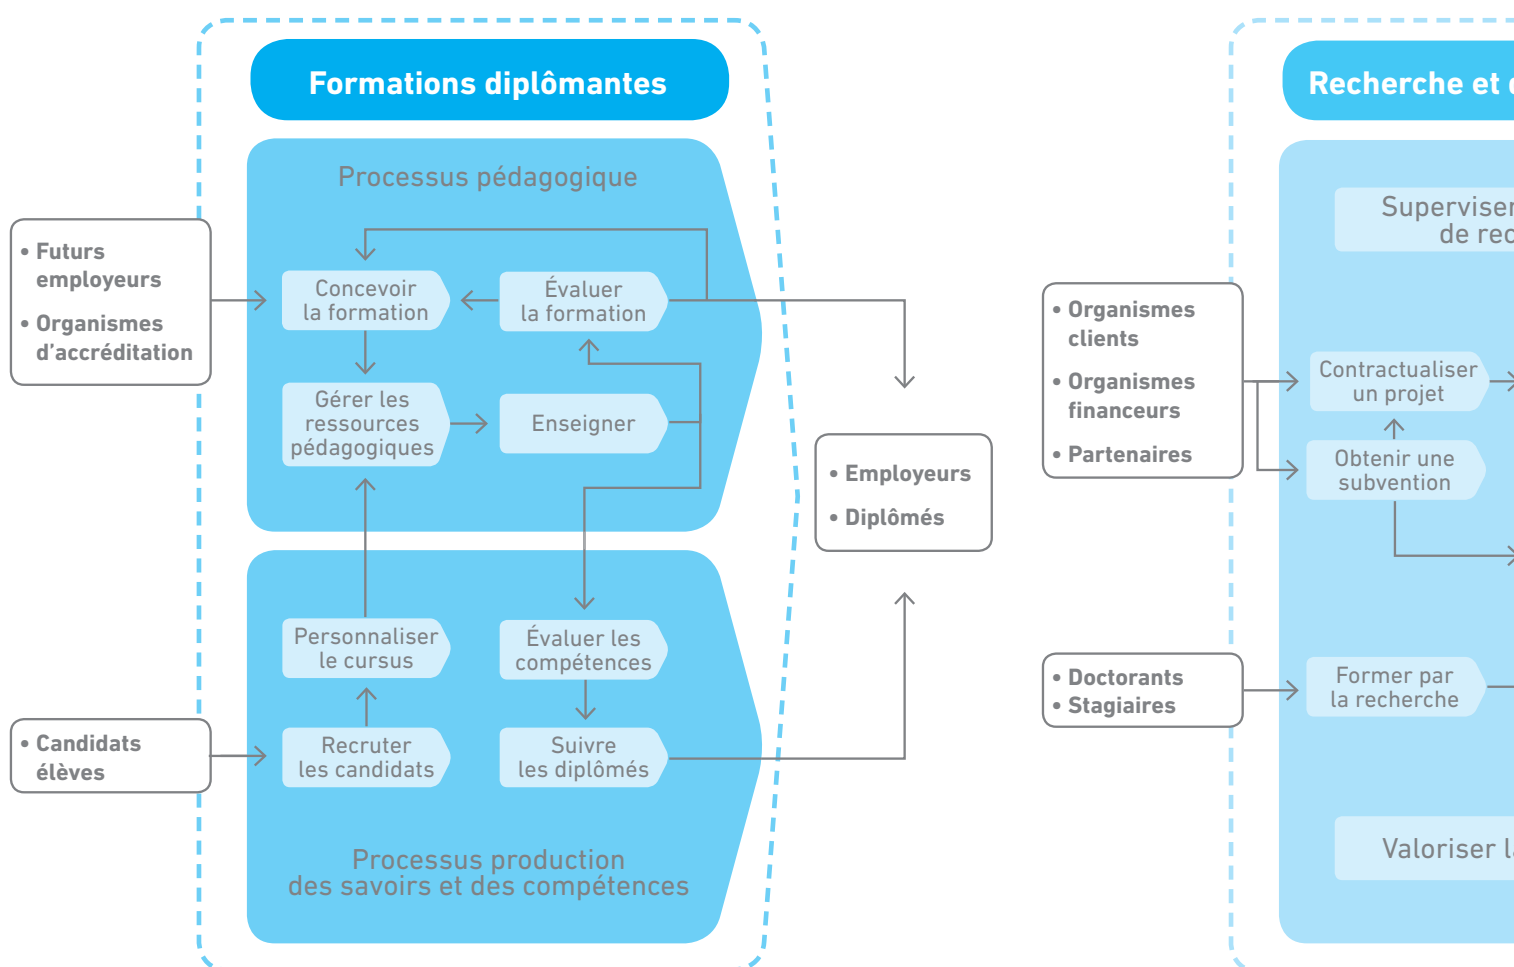 Formations diplômantes
Processus pédagogique
• Futurs
employeurs
• Organismes
d'accréditation
Concevoir
la formation
Évaluer
la formation
Gérer les
ressources
pédagogiques
Enseigner
• Employeurs
• Diplômés
Personnaliser
le cursus
Évaluer les
compétences
• Candidats
élèves
Recruter
les candidats
Suivre
les diplômés
Processus production
des savoirs et des compétences
Recherche et
Superviser
de rec
• Organismes
clients
• Organismes
financeurs
• Partenaires
Contractualiser
un projet
Obtenir une
subvention
• Doctorants
• Stagiaires
Former par
la recherche
Valoriser l